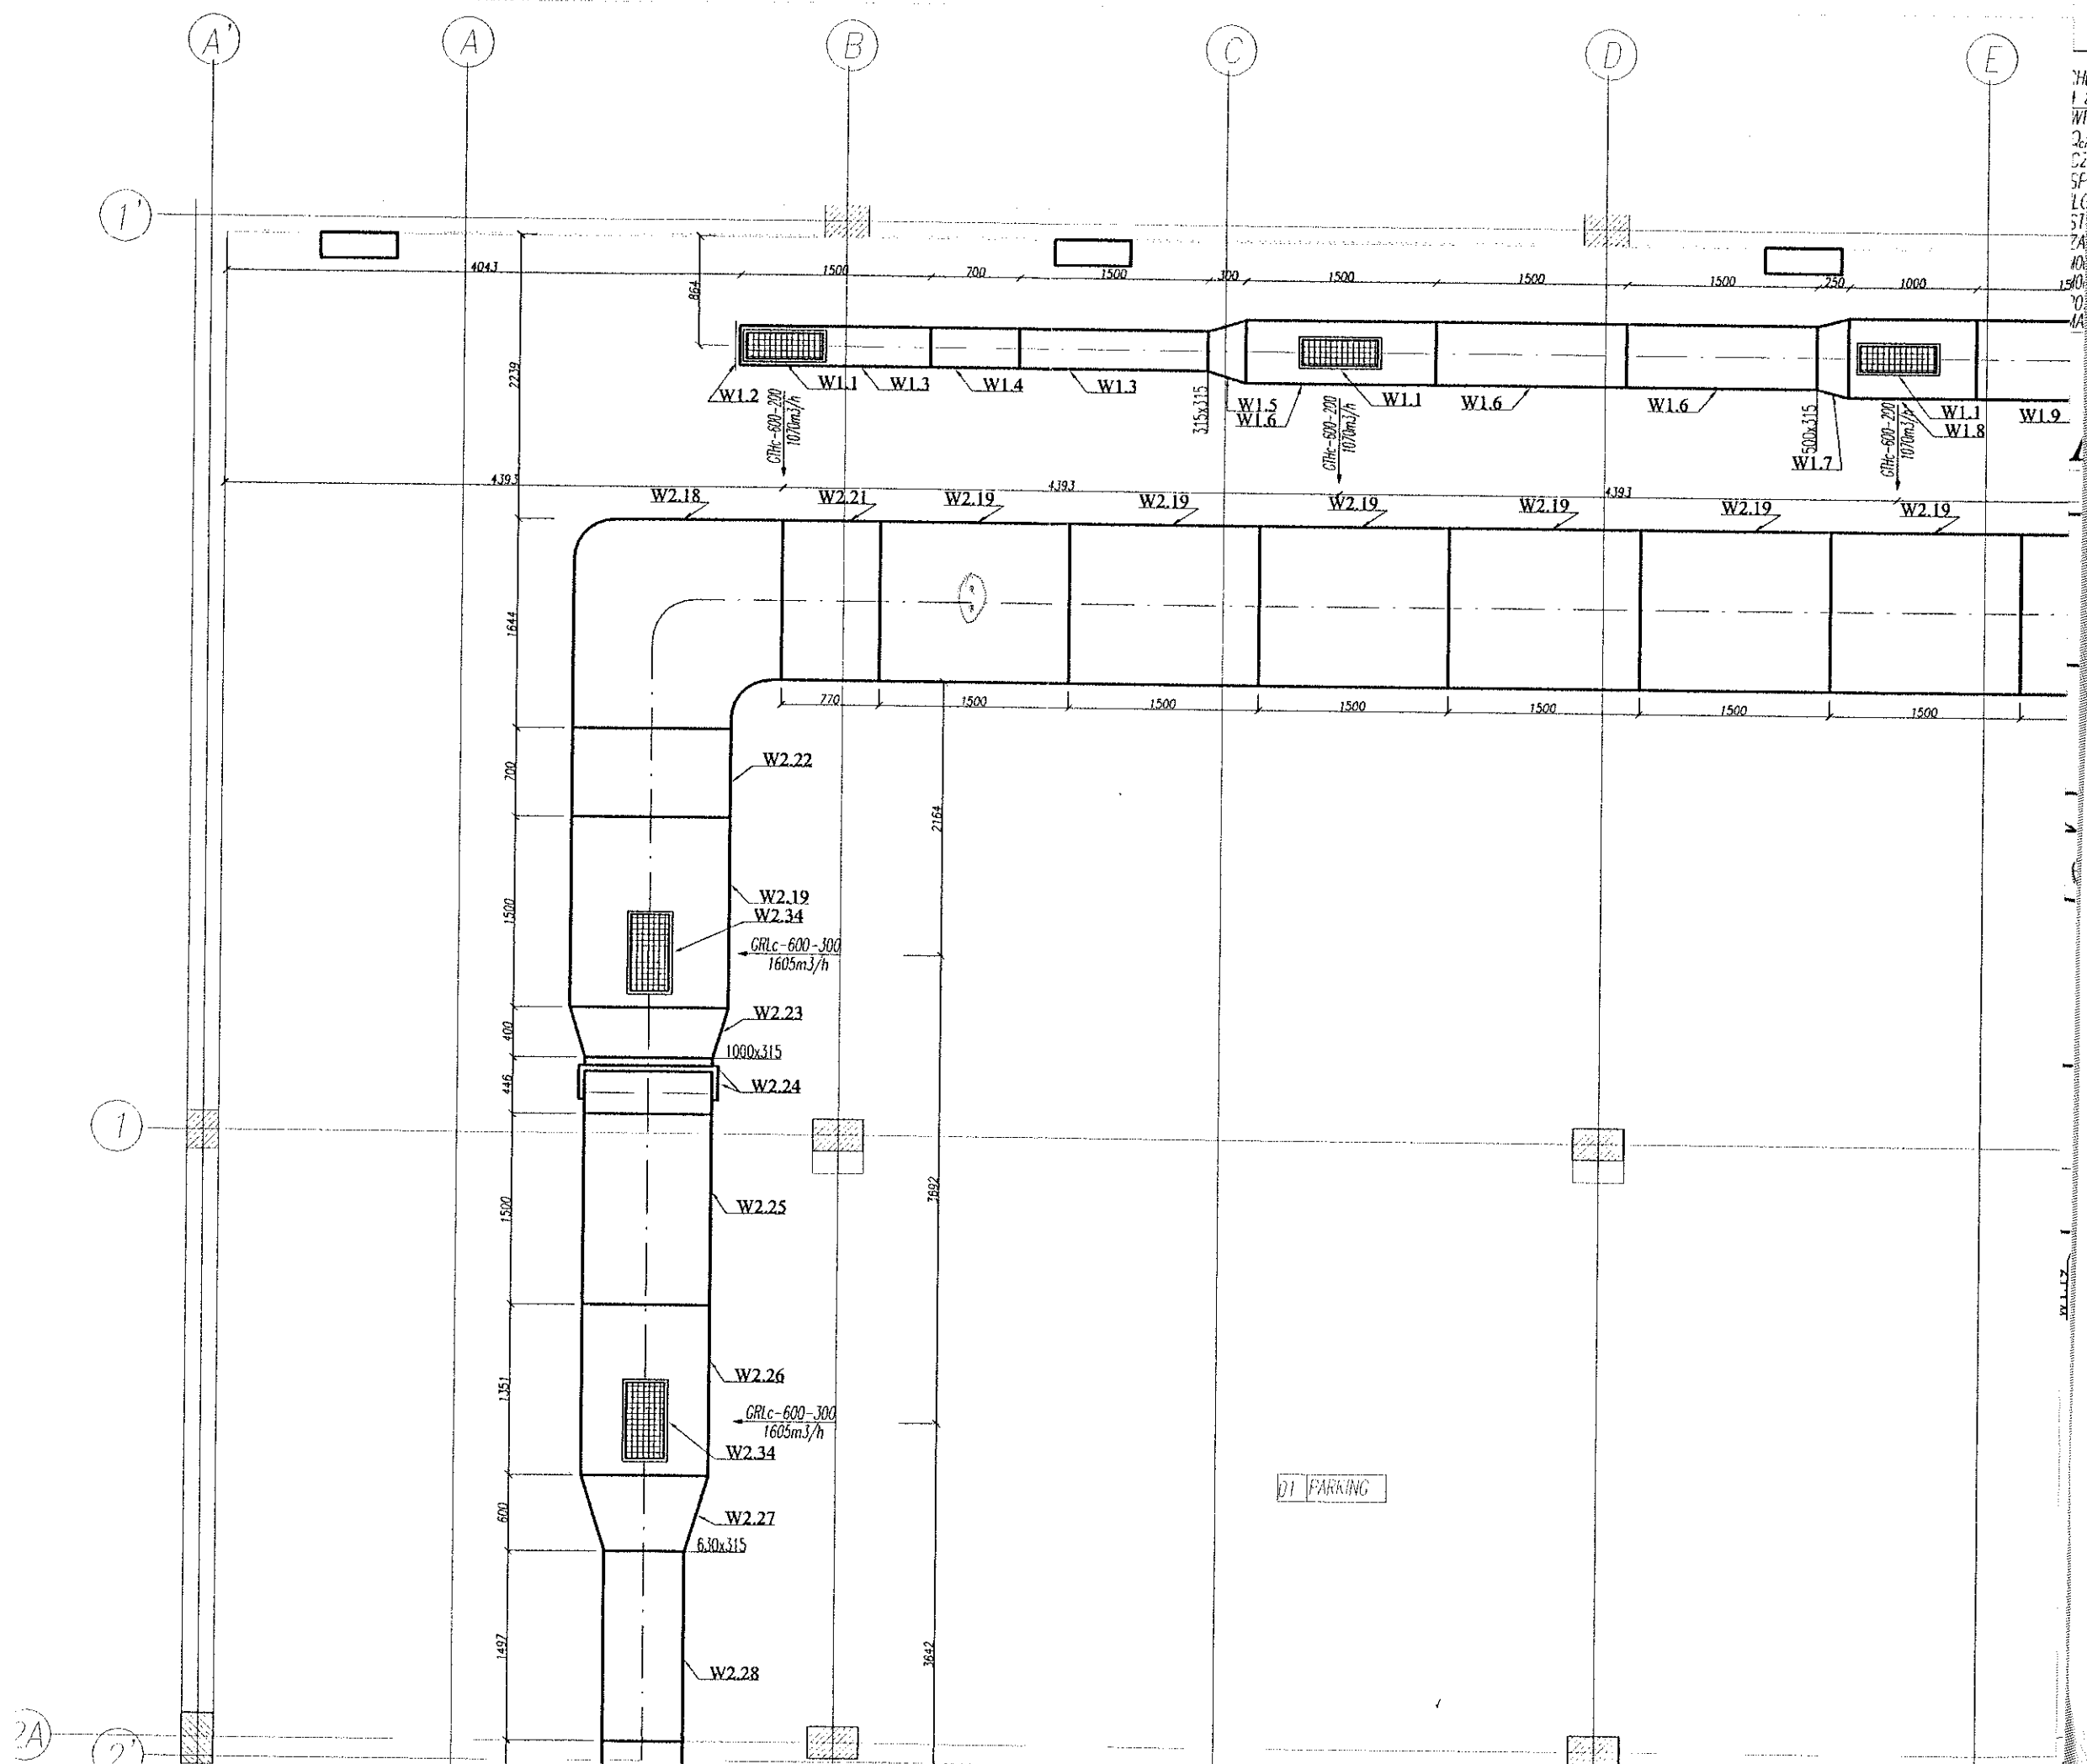 A'
A
B
C
D
E
1'
4043
1500
700
1500
300
1500
1500
1500
250
1000
864
2239
W1.2
W1.1
W1.3
W1.4
W1.3
315x315
W1.5
W1.6
W1.1
W1.6
W1.6
500x315
W1.7
W1.1
W1.8
W1.9
GTHc-600-200
1070m3/h
GTHc-600-200
1070m3/h
GTHc-600-200
1070m3/h
4393
4393
4393
W2.18
W2.21
W2.19
W2.19
W2.19
W2.19
W2.19
W2.19
1644
770
1500
1500
1500
1500
1500
1500
700
W2.22
2164
1500
W2.19
W2.34
GRLc-600-300
1605m3/h
400
W2.23
1000x315
446
W2.24
1
1500
W2.25
3692
1351
W2.26
GRLc-600-300
1605m3/h
W2.34
01 PARKING
600
W2.27
630x315
1497
W2.28
3642
2A
2'